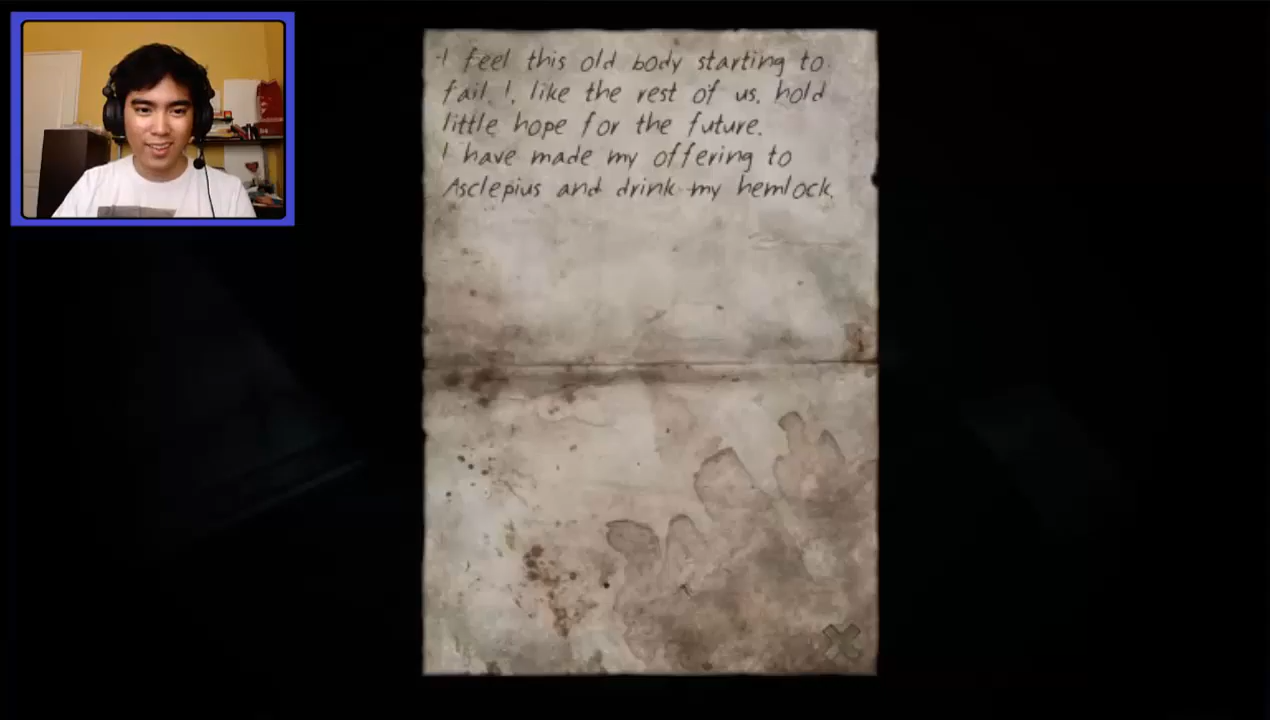 I feel this old body starting to
fail. I, like the rest of us, hold
little hope for the future.
I have made my offering to
Asclepius and drink my hemlock.